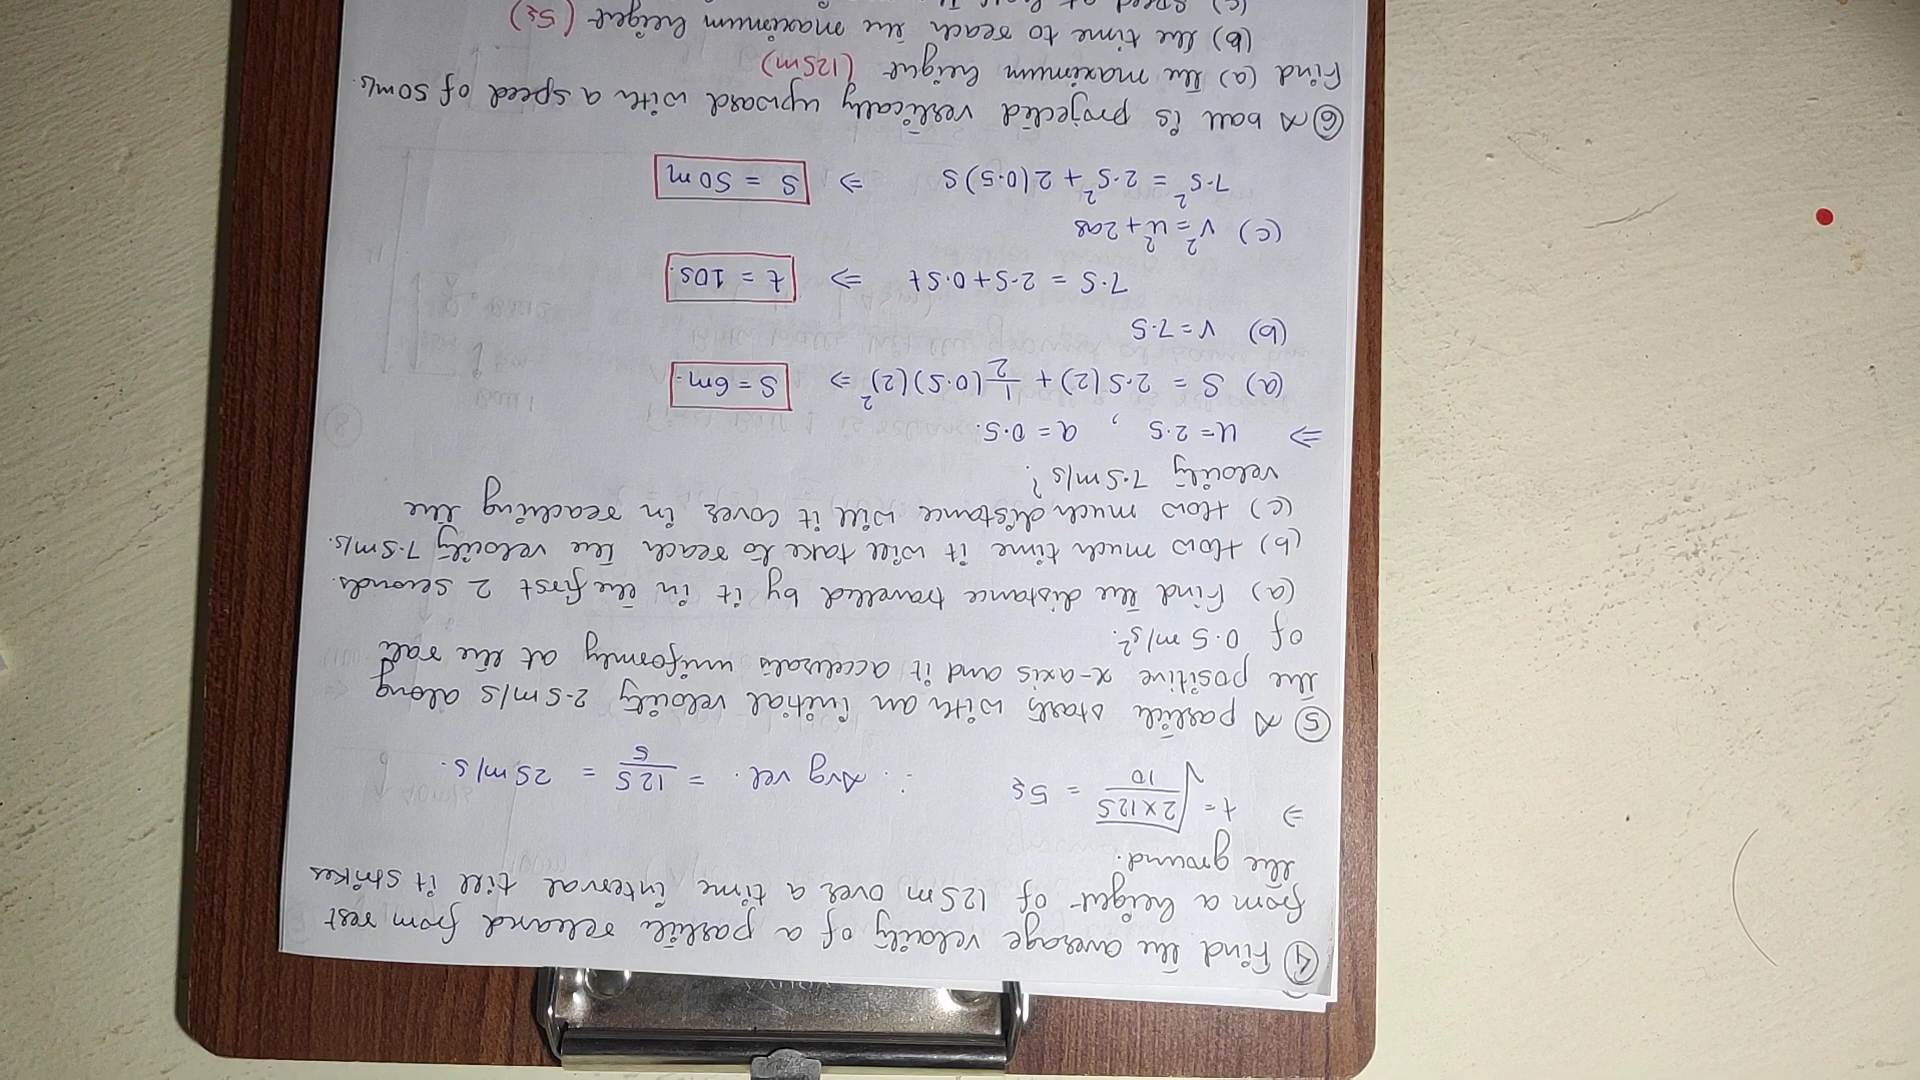 ④ Find the average velocity of a particle released from rest
from a height of 125m over a time interval till it strikes
the ground.
⇒ t = √(2×125/10) = 5s ∴ Avg vel. = 125/5 = 25 m/s.
⑤ A particle starts with an initial velocity 2.5 m/s along
the positive x-axis and it accelerates uniformly at the rate
of 0.5 m/s².
(a) Find the distance travelled by it in the first 2 seconds.
(b) How much time it will take to reach the velocity 7.5m/s.
(c) How much distance will it cover in reaching the
velocity 7.5m/s?
⇒ u = 2.5 , a = 0.5.
(a) S = 2.5(2) + 1/2(0.5)(2)² ⇒ S = 6m.
(b) v = 7.5
7.5 = 2.5 + 0.5t ⇒ t = 10s.
(c) v² = u² + 2as
7.5² = 2.5² + 2(0.5)S ⇒ S = 50m
⑥ A ball is projected vertically upward with a speed of 50m/s.
Find (a) the maximum height (125m)
(b) the time to reach the maximum height (5s)
(c) speed at